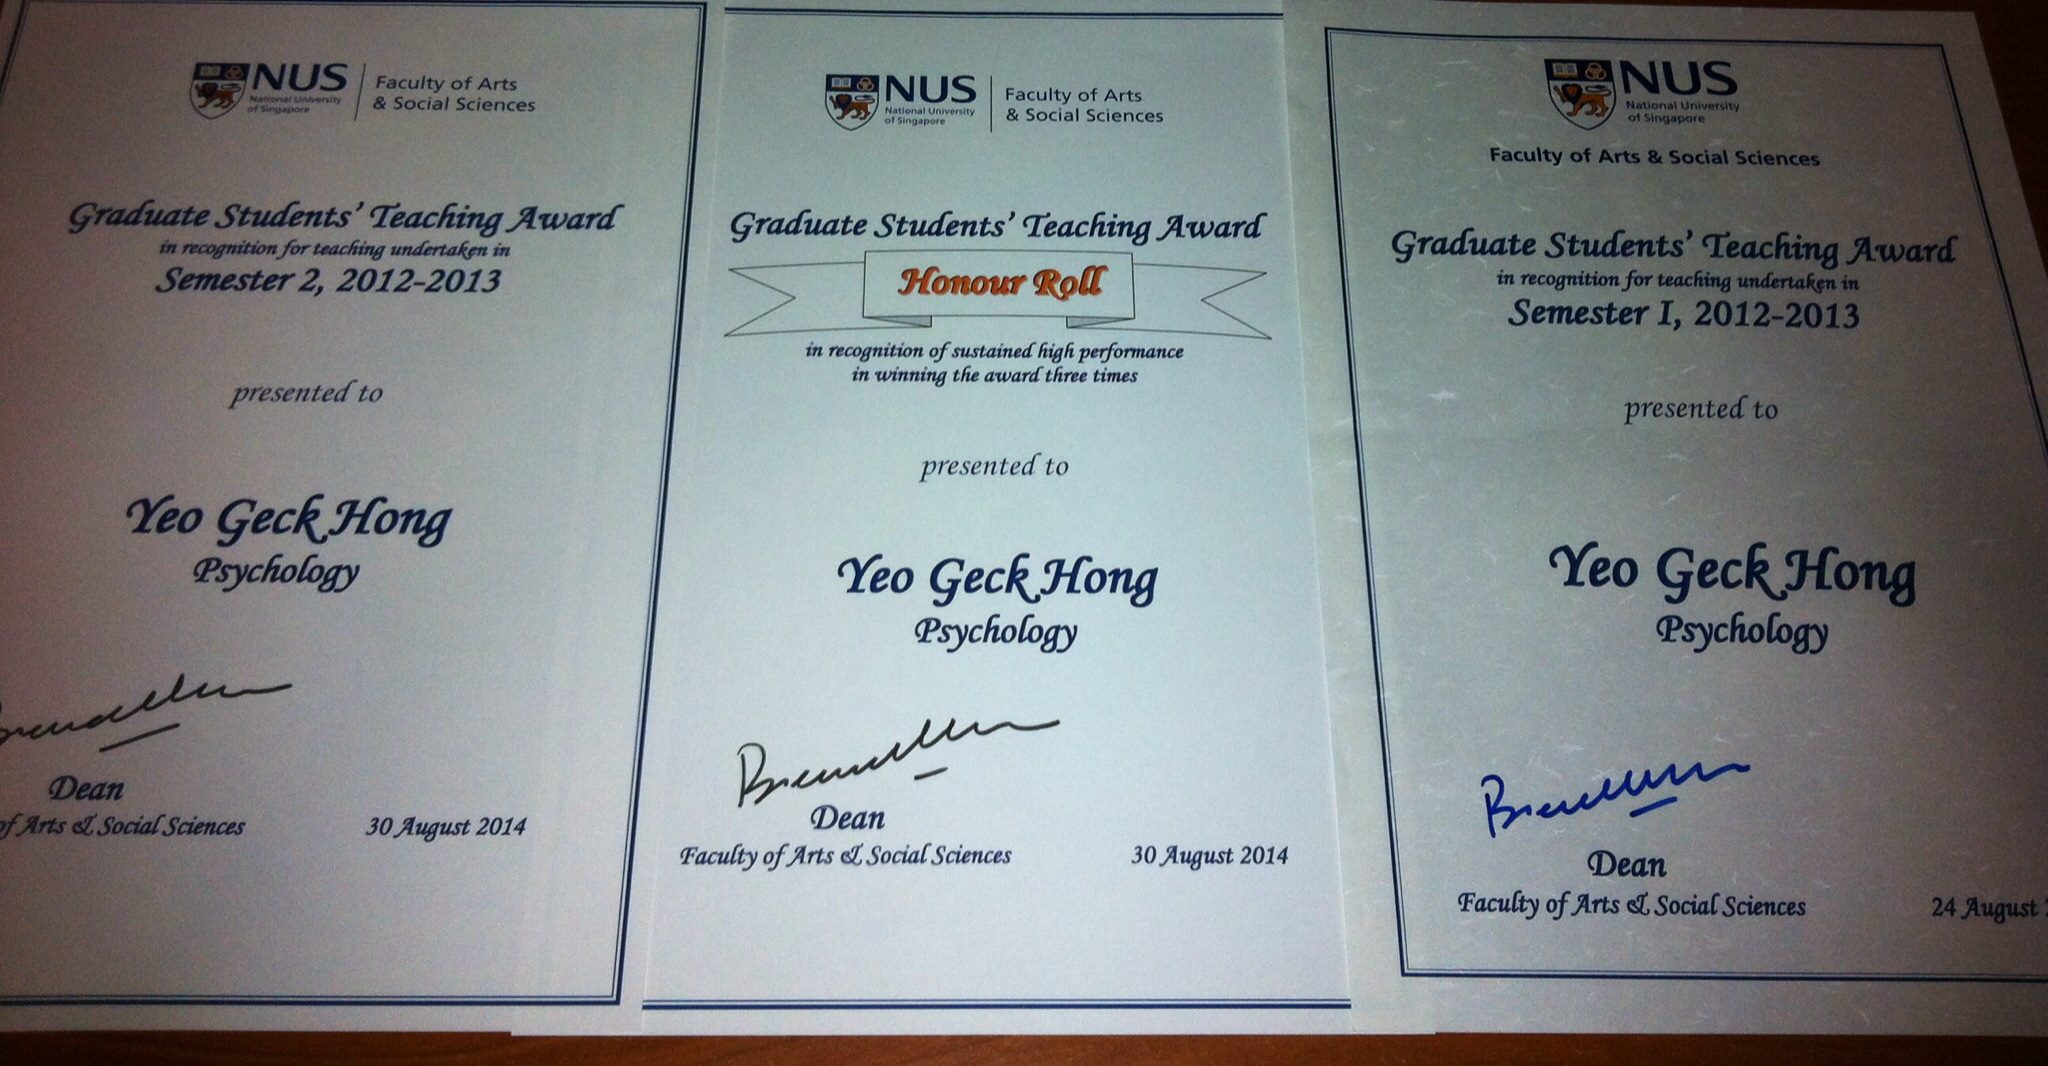 NUS
National University
of Singapore
Faculty of Arts
& Social Sciences
Graduate Students' Teaching Award
in recognition for teaching undertaken in
Semester 2, 2012-2013
presented to
Yeo Geck Hong
Psychology
Dean
of Arts & Social Sciences
30 August 2014
NUS
National University
of Singapore
Faculty of Arts
& Social Sciences
Graduate Students' Teaching Award
Honour Roll
in recognition of sustained high performance
in winning the award three times
presented to
Yeo Geck Hong
Psychology
Dean
Faculty of Arts & Social Sciences
30 August 2014
NUS
National University
of Singapore
Faculty of Arts & Social Sciences
Graduate Students' Teaching Award
in recognition for teaching undertaken in
Semester I, 2012-2013
presented to
Yeo Geck Hong
Psychology
Dean
Faculty of Arts & Social Sciences
24 August